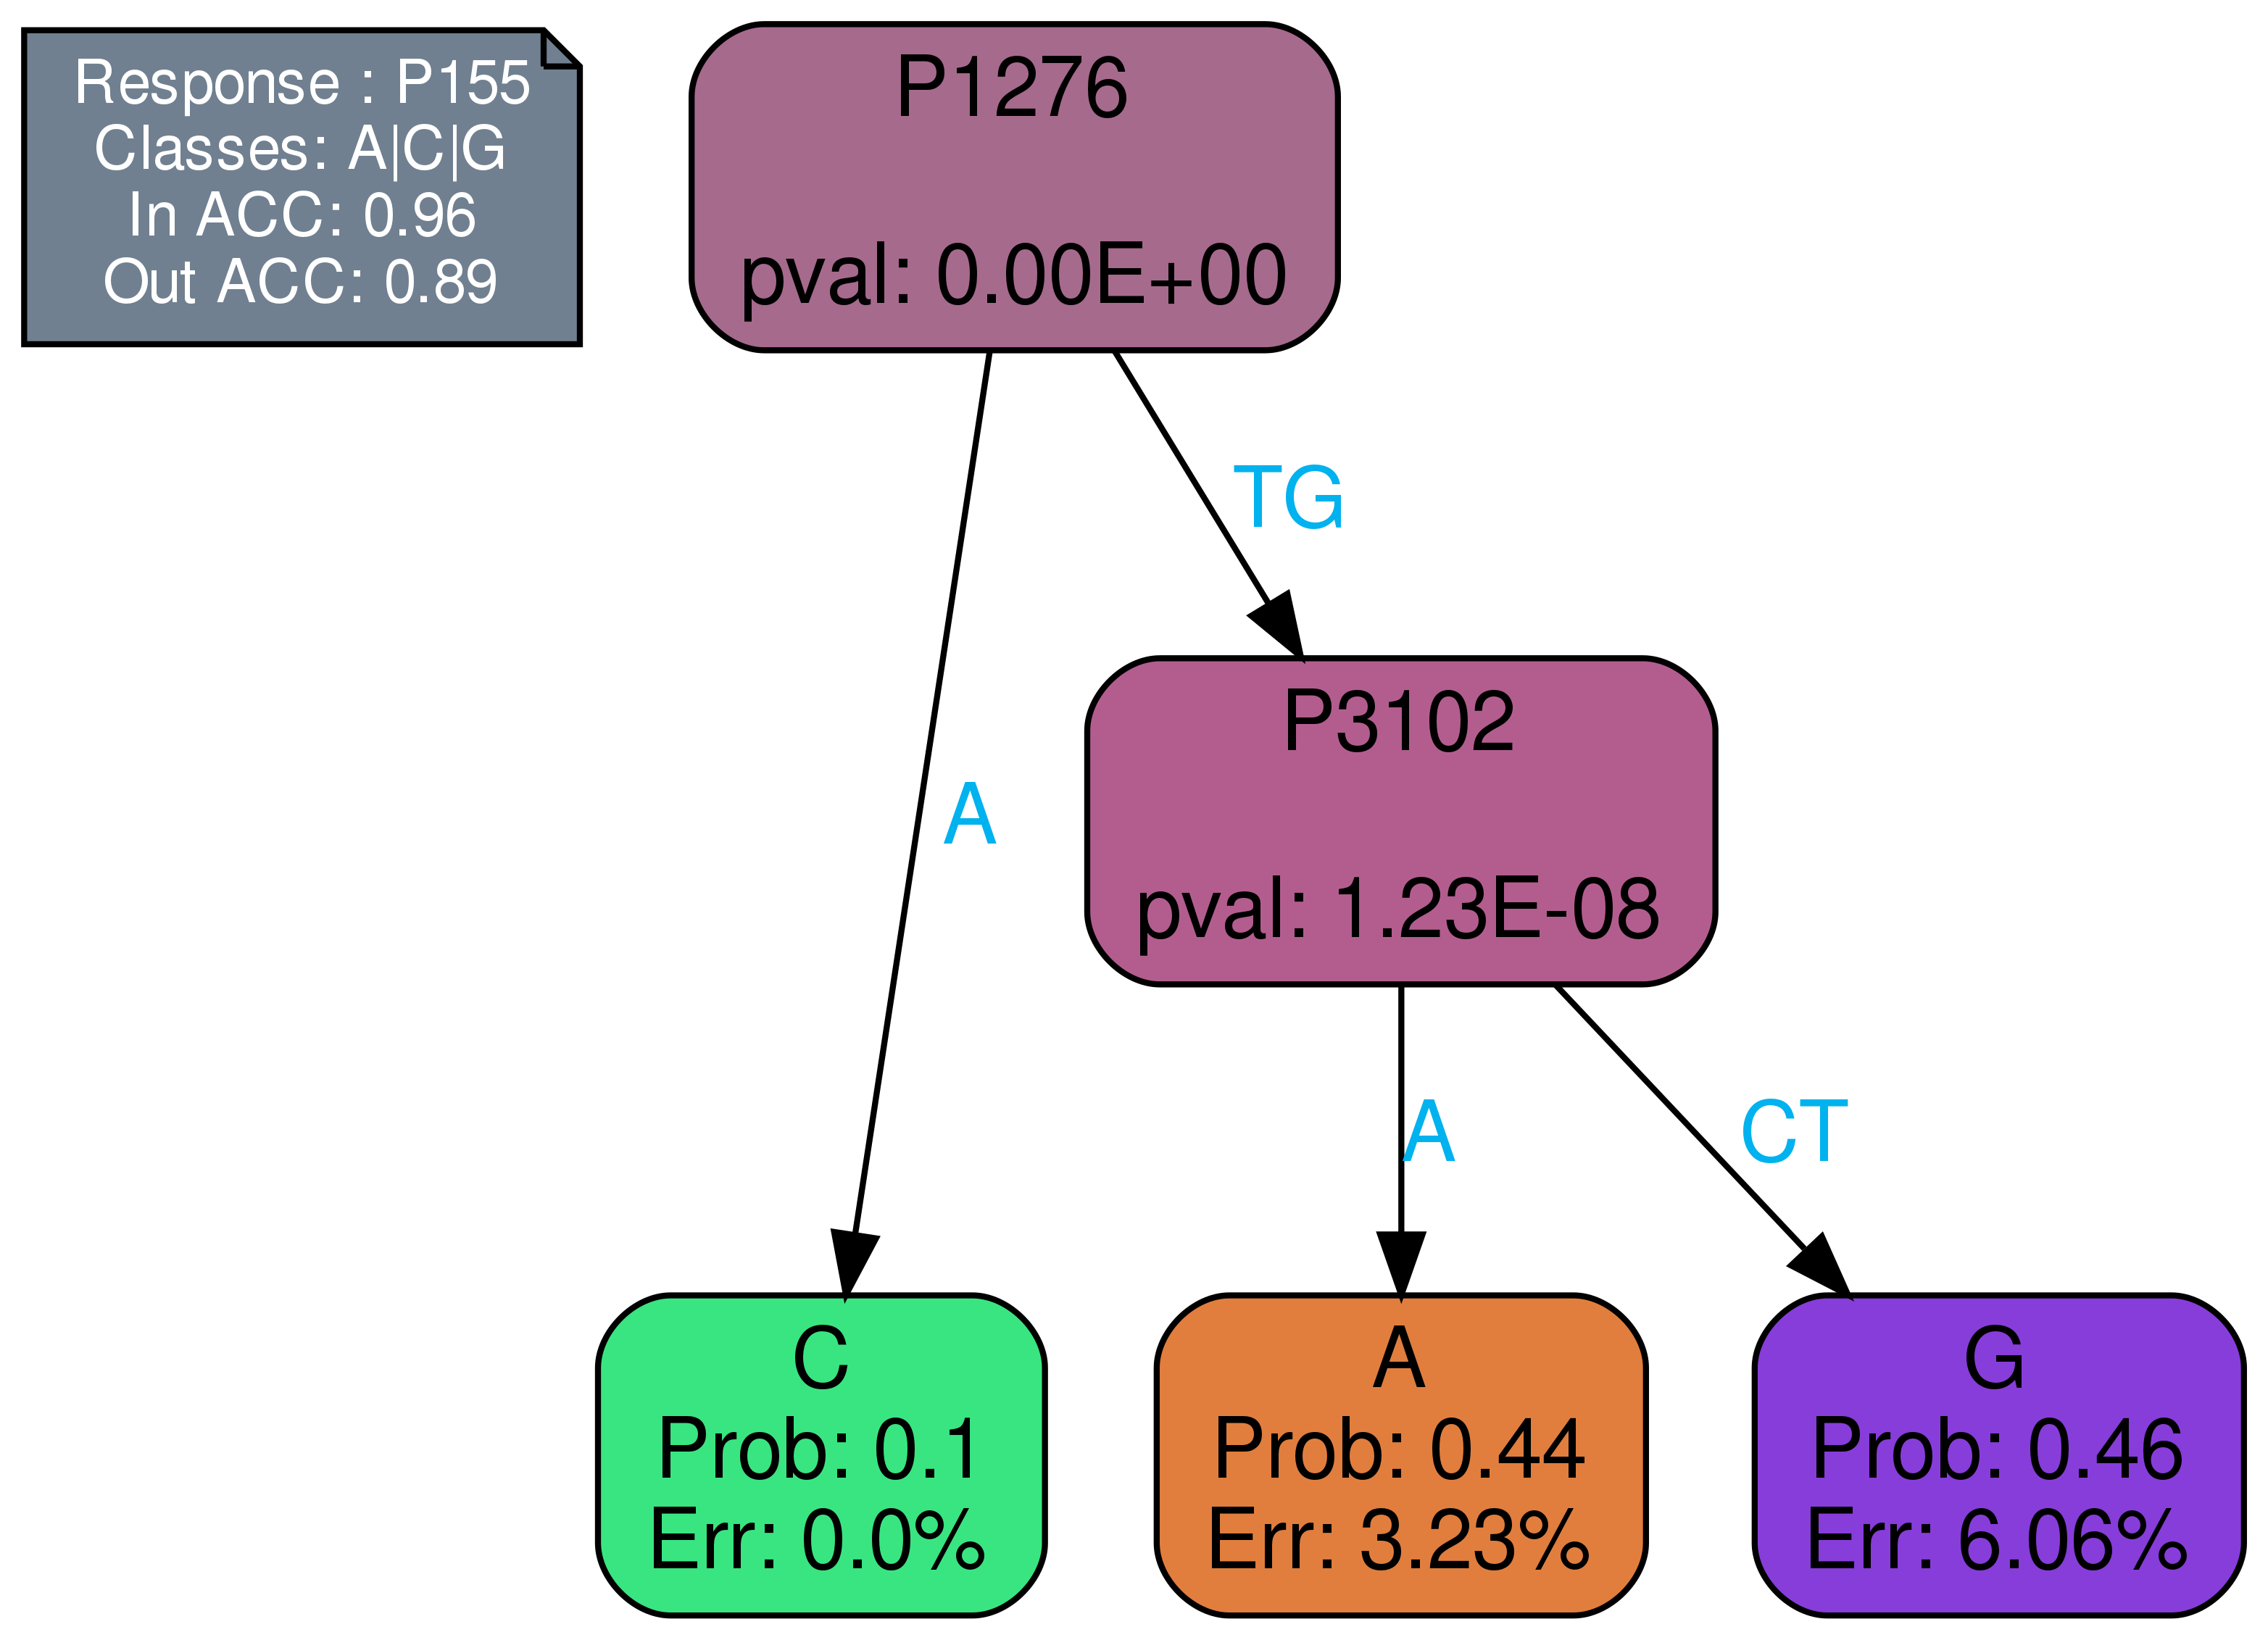 Response : P155
Classes: A|C|G
In ACC: 0.96
Out ACC: 0.89
P1276
pval: 0.00E+00
TG
A
P3102
pval: 1.23E-08
A
CT
C
Prob: 0.1
Err: 0.0%
A
Prob: 0.44
Err: 3.23%
G
Prob: 0.46
Err: 6.06%